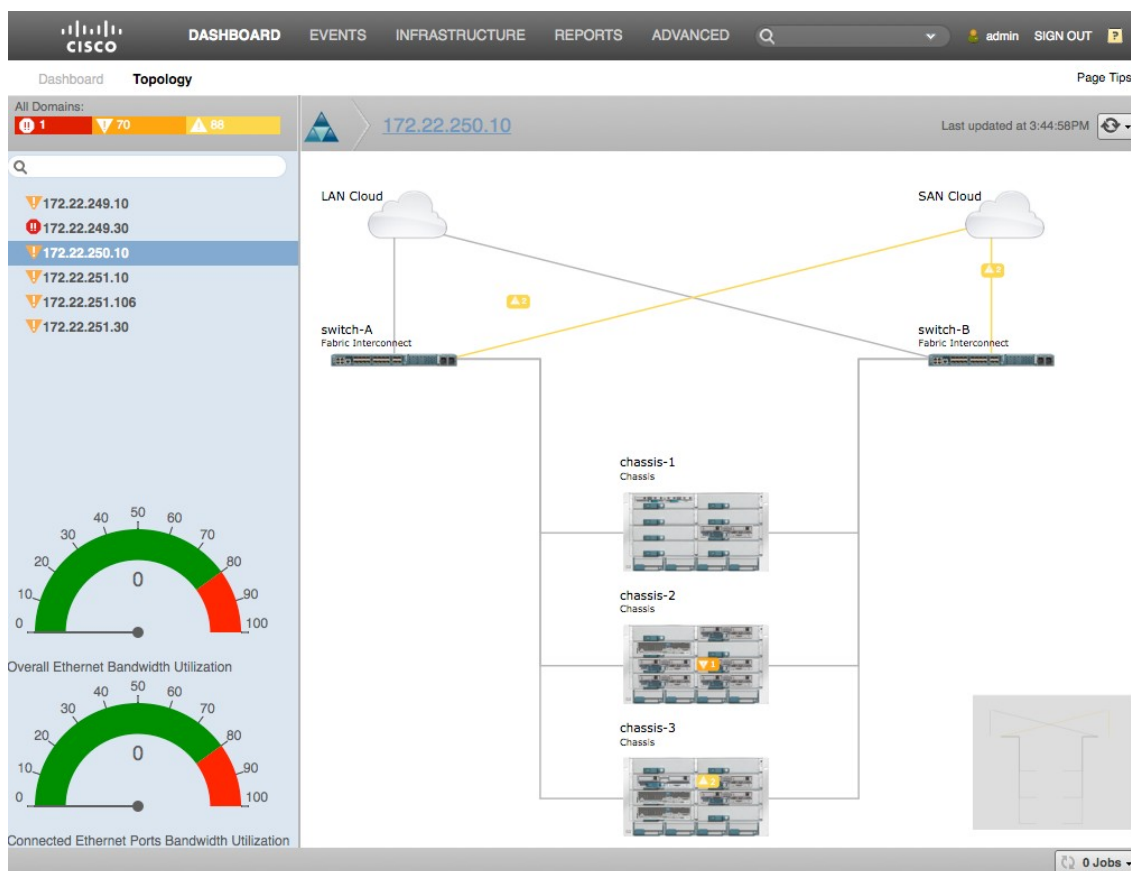 CISCO
DASHBOARD EVENTS INFRASTRUCTURE REPORTS ADVANCED admin SIGN OUT ?
Dashboard Topology Page Tips
All Domains:
1 70 88
172.22.250.10
Last updated at 3:44:58PM
172.22.249.10
172.22.249.30
172.22.250.10
172.22.251.10
172.22.251.106
172.22.251.30
LAN Cloud
SAN Cloud
2
2
switch-A
Fabric Interconnect
switch-B
Fabric Interconnect
chassis-1
Chassis
chassis-2
Chassis
1
chassis-3
Chassis
2
0 10 20 30 40 50 60 70 80 90 100
0
Overall Ethernet Bandwidth Utilization
0 10 20 30 40 50 60 70 80 90 100
0
Connected Ethernet Ports Bandwidth Utilization
0 Jobs